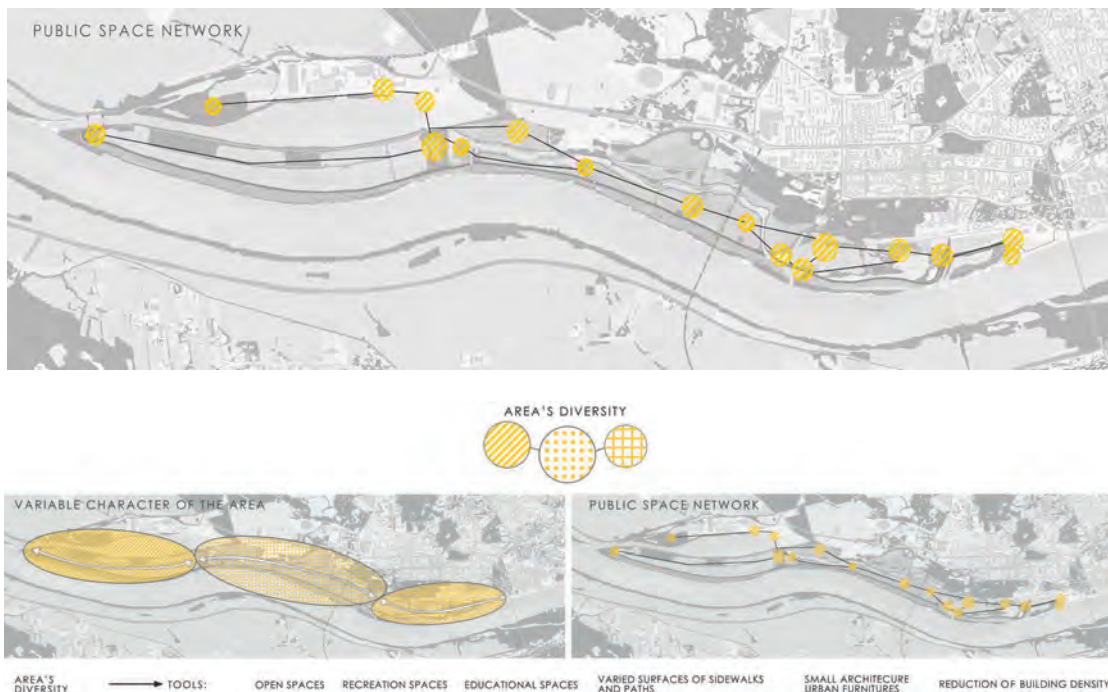 PUBLIC SPACE NETWORK
AREA'S DIVERSITY
VARIABLE CHARACTER OF THE AREA
PUBLIC SPACE NETWORK
AREA'S
DIVERSITY
TOOLS:
OPEN SPACES
RECREATION SPACES
EDUCATIONAL SPACES
VARIED SURFACES OF SIDEWALKS
AND PATHS
SMALL ARCHITECURE
URBAN FURNITURES
REDUCTION OF BUILDING DENSITY